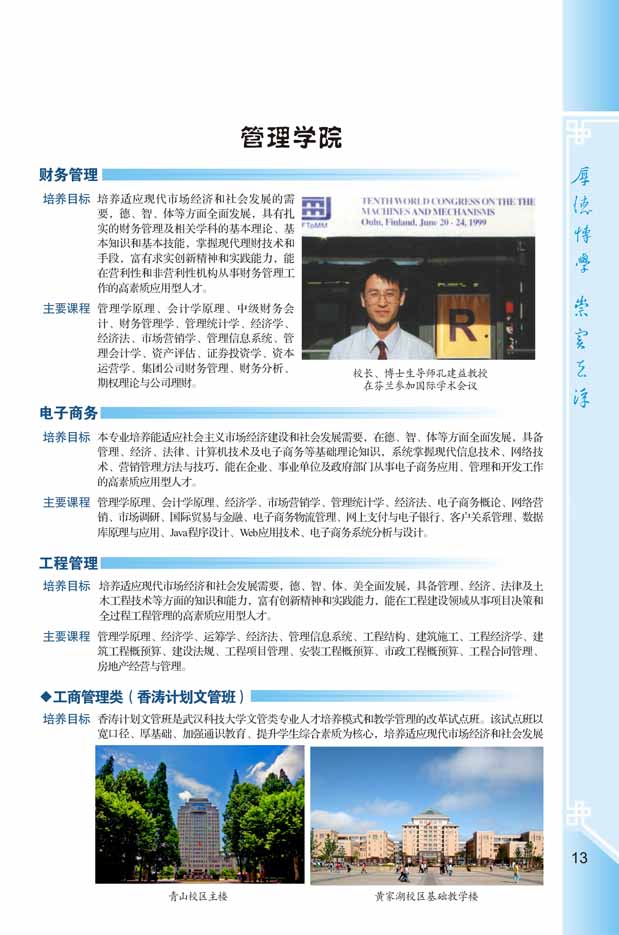 管理学院
财务管理
培养目标 培养适应现代市场经济和社会发展的需
要，德、智、体等方面全面发展，具有扎
实的财务管理及相关学科的基本理论、基
本知识和基本技能，掌握现代理财技术和
手段，富有求实创新精神和实践能力，能
在营利性和非营利性机构从事财务管理工
作的高素质应用型人才。
主要课程 管理学原理、会计学原理、中级财务会
计、财务管理学、管理统计学、经济学、
经济法、市场营销学、管理信息系统、管
理会计学、资产评估、证券投资学、资本
运营学、集团公司财务管理、财务分析、
期权理论与公司理财。
TENTH WORLD CONGRESS ON THE THE
MACHINES AND MECHANISMS
Oulu, Finland, June 20 - 24, 1999
FToMM
R.
校长、博士生导师孔建益教授
在芬兰参加国际学术会议
电子商务
培养目标 本专业培养能适应社会主义市场经济建设和社会发展需要，在德、智、体等方面全面发展，具备
管理、经济、法律、计算机技术及电子商务等基础理论知识，系统掌握现代信息技术、网络技
术、营销管理方法与技巧，能在企业、事业单位及政府部门从事电子商务应用、管理和开发工作
的高素质应用型人才。
主要课程 管理学原理、会计学原理、经济学、市场营销学、管理统计学、经济法、电子商务概论、网络营
销、市场调研、国际贸易与金融、电子商务物流管理、网上支付与电子银行、客户关系管理、数据
库原理与应用、Java程序设计、Web应用技术、电子商务系统分析与设计。
工程管理
培养目标 培养适应现代市场经济和社会发展需要，德、智、体、美全面发展，具备管理、经济、法律及土
木工程技术等方面的知识和能力，富有创新精神和实践能力，能在工程建设领域从事项目决策和
全过程工程管理的高素质应用型人才。
主要课程 管理学原理、经济学、运筹学、经济法、管理信息系统、工程结构、建筑施工、工程经济学、建
筑工程概预算、建设法规、工程项目管理、安装工程概预算、市政工程概预算、工程合同管理、
房地产经营与管理。
◆工商管理类（香涛计划文管班）
培养目标 香涛计划文管班是武汉科技大学文管类专业人才培养模式和教学管理的改革试点班。该试点班以
宽口径、厚基础、加强通识教育、提升学生综合素质为核心，培养适应现代市场经济和社会发展
青山校区主楼
黄家湖校区基础教学楼
厚德博学 崇实去浮
13